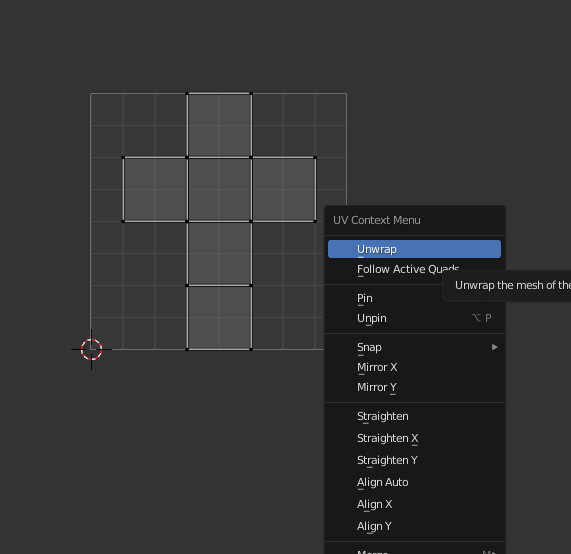 UV Context Menu
Unwrap
Follow Active Quads
Unwrap the mesh of the
Pin
Unpin ⌥ P
Snap ▶
Mirror X
Mirror Y
Straighten
Straighten X
Straighten Y
Align Auto
Align X
Align Y